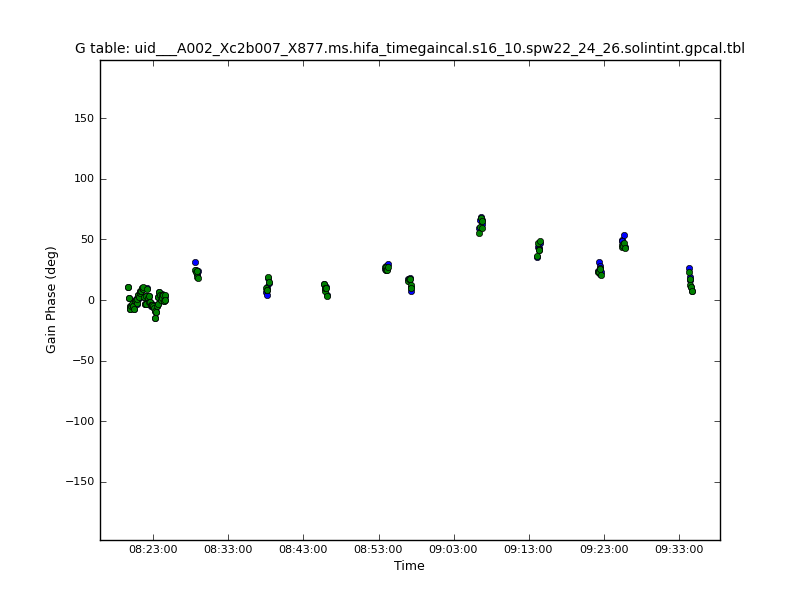 G table: uid___A002_Xc2b007_X877.ms.hifa_timegaincal.s16_10.spw22_24_26.solintint.gpcal.tbl
Gain Phase (deg)
150
100
50
0
−50
−100
−150
08:23:00 08:33:00 08:43:00 08:53:00 09:03:00 09:13:00 09:23:00 09:33:00
Time